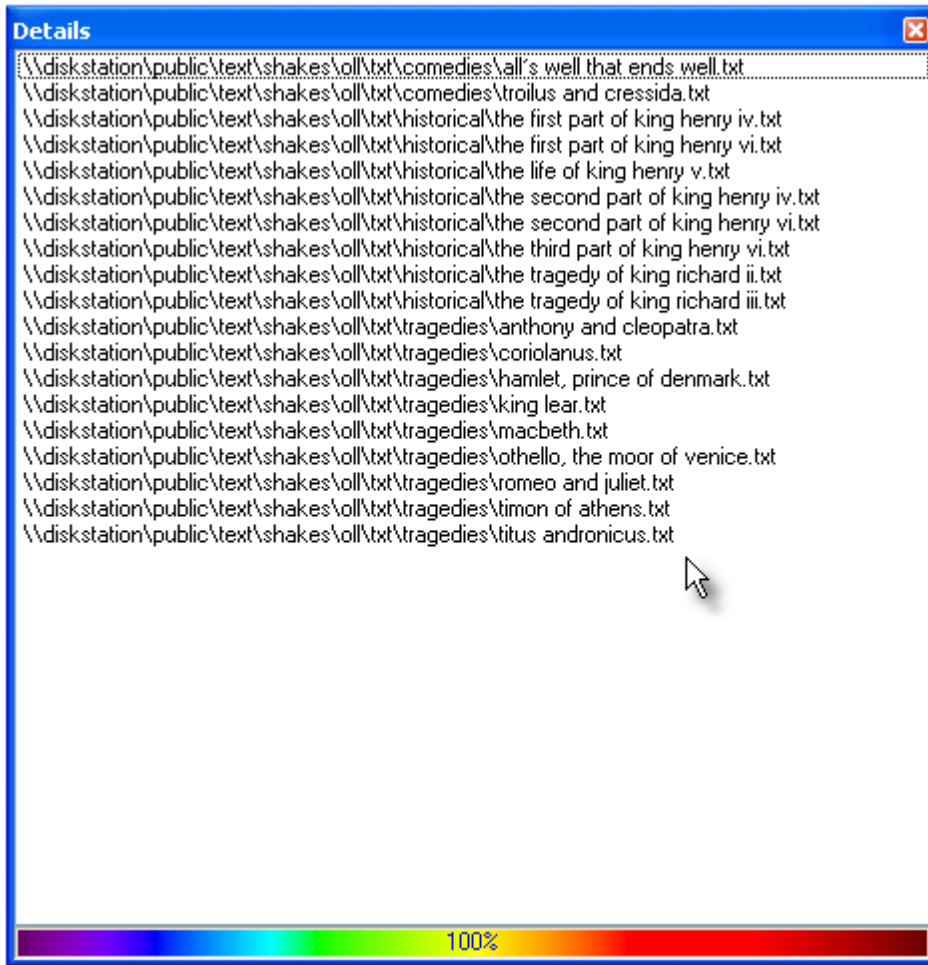 Details
\\diskstation\public\text\shakes\oll\txt\comedies\all´s well that ends well.txt
\\diskstation\public\text\shakes\oll\txt\comedies\troilus and cressida.txt
\\diskstation\public\text\shakes\oll\txt\historical\the first part of king henry iv.txt
\\diskstation\public\text\shakes\oll\txt\historical\the first part of king henry vi.txt
\\diskstation\public\text\shakes\oll\txt\historical\the life of king henry v.txt
\\diskstation\public\text\shakes\oll\txt\historical\the second part of king henry iv.txt
\\diskstation\public\text\shakes\oll\txt\historical\the second part of king henry vi.txt
\\diskstation\public\text\shakes\oll\txt\historical\the third part of king henry vi.txt
\\diskstation\public\text\shakes\oll\txt\historical\the tragedy of king richard ii.txt
\\diskstation\public\text\shakes\oll\txt\historical\the tragedy of king richard iii.txt
\\diskstation\public\text\shakes\oll\txt\tragedies\anthony and cleopatra.txt
\\diskstation\public\text\shakes\oll\txt\tragedies\coriolanus.txt
\\diskstation\public\text\shakes\oll\txt\tragedies\hamlet, prince of denmark.txt
\\diskstation\public\text\shakes\oll\txt\tragedies\king lear.txt
\\diskstation\public\text\shakes\oll\txt\tragedies\macbeth.txt
\\diskstation\public\text\shakes\oll\txt\tragedies\othello, the moor of venice.txt
\\diskstation\public\text\shakes\oll\txt\tragedies\romeo and juliet.txt
\\diskstation\public\text\shakes\oll\txt\tragedies\timon of athens.txt
\\diskstation\public\text\shakes\oll\txt\tragedies\titus andronicus.txt
100%